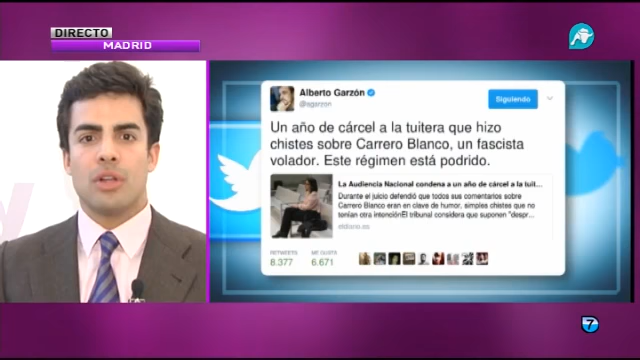 DIRECTO
MADRID
Alberto Garzón
@agarzon
Siguiendo
Un año de cárcel a la tuitera que hizo
chistes sobre Carrero Blanco, un fascista
volador. Este régimen está podrido.
La Audiencia Nacional condena a un año de cárcel a la tuit...
Durante el juicio defendió que todos sus comentarios sobre
Carrero Blanco eran en clave de humor, simples chistes que no
tenían otra intenciónEl tribunal considera que suponen "despr...
eldiario.es
RETWEETS
ME GUSTA
8.377
6.671
7